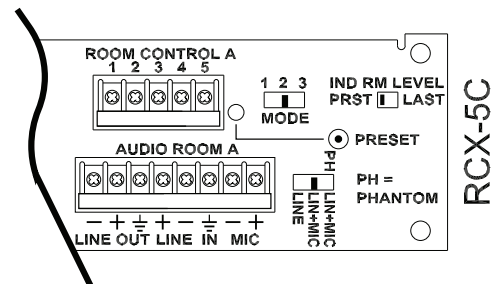 ROOM CONTROL A
1 2 3 4 5
1 2 3
MODE
IND RM LEVEL
PRST LAST
PRESET
AUDIO ROOM A
− + ⏚ + − ⏚ − +
LINE OUT LINE IN MIC
LINE
LIN+MIC
LIN+MIC PH
PH =
PHANTOM
RCX-5C